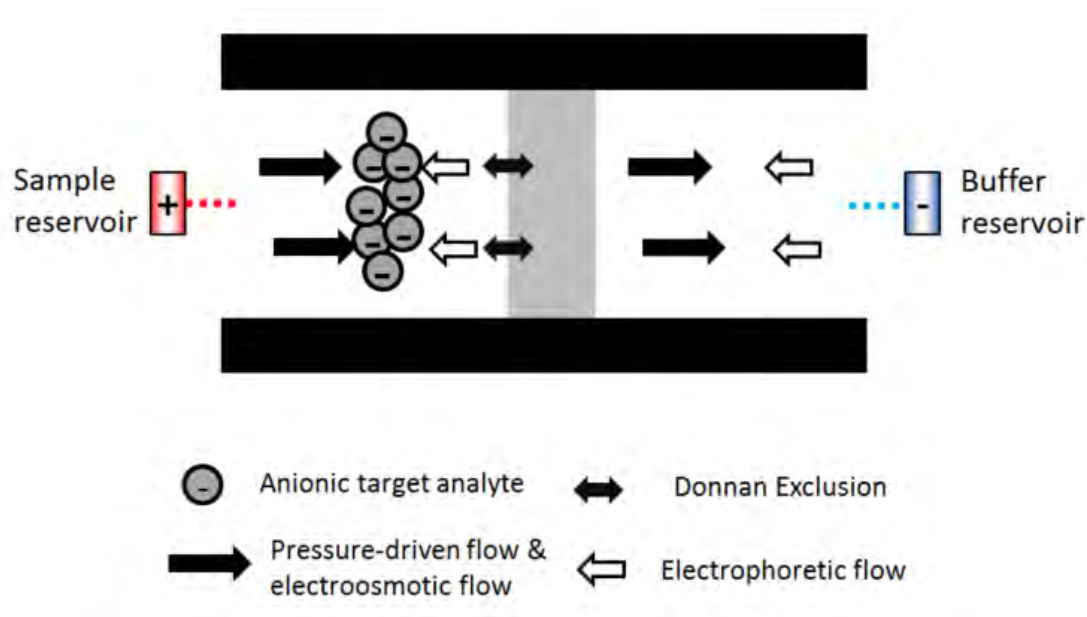 Sample
reservoir
+
-
Buffer
reservoir
-
-
-
-
-
-
-
-
- Anionic target analyte
Donnan Exclusion
Pressure-driven flow &
electroosmotic flow
Electrophoretic flow